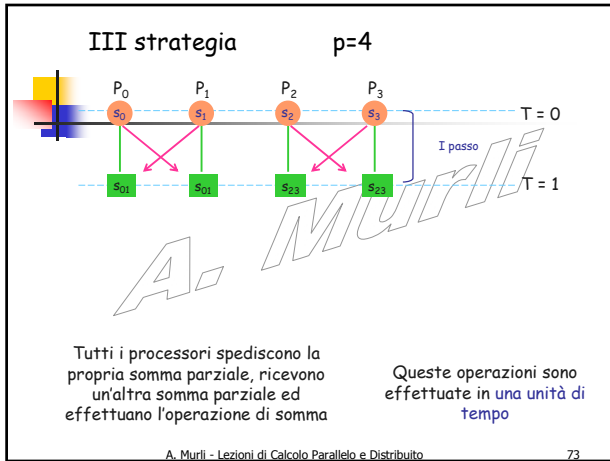 III strategia p=4
P0 P1 P2 P3
s0 s1 s2 s3 T = 0
I passo
s01 s01 s23 s23 T = 1
A. Murli
Tutti i processori spediscono la
propria somma parziale, ricevono
un'altra somma parziale ed
effettuano l'operazione di somma
Queste operazioni sono
effettuate in una unità di
tempo
A. Murli - Lezioni di Calcolo Parallelo e Distribuito 73